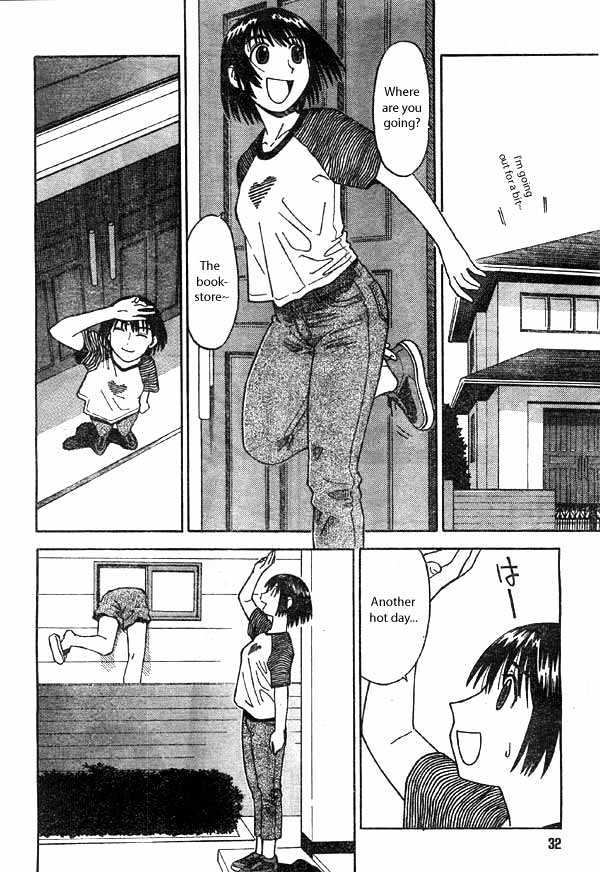 I'm going
out for a bit~
Where
are you
going?
The
book-
store~
はー
Another
hot day...
32